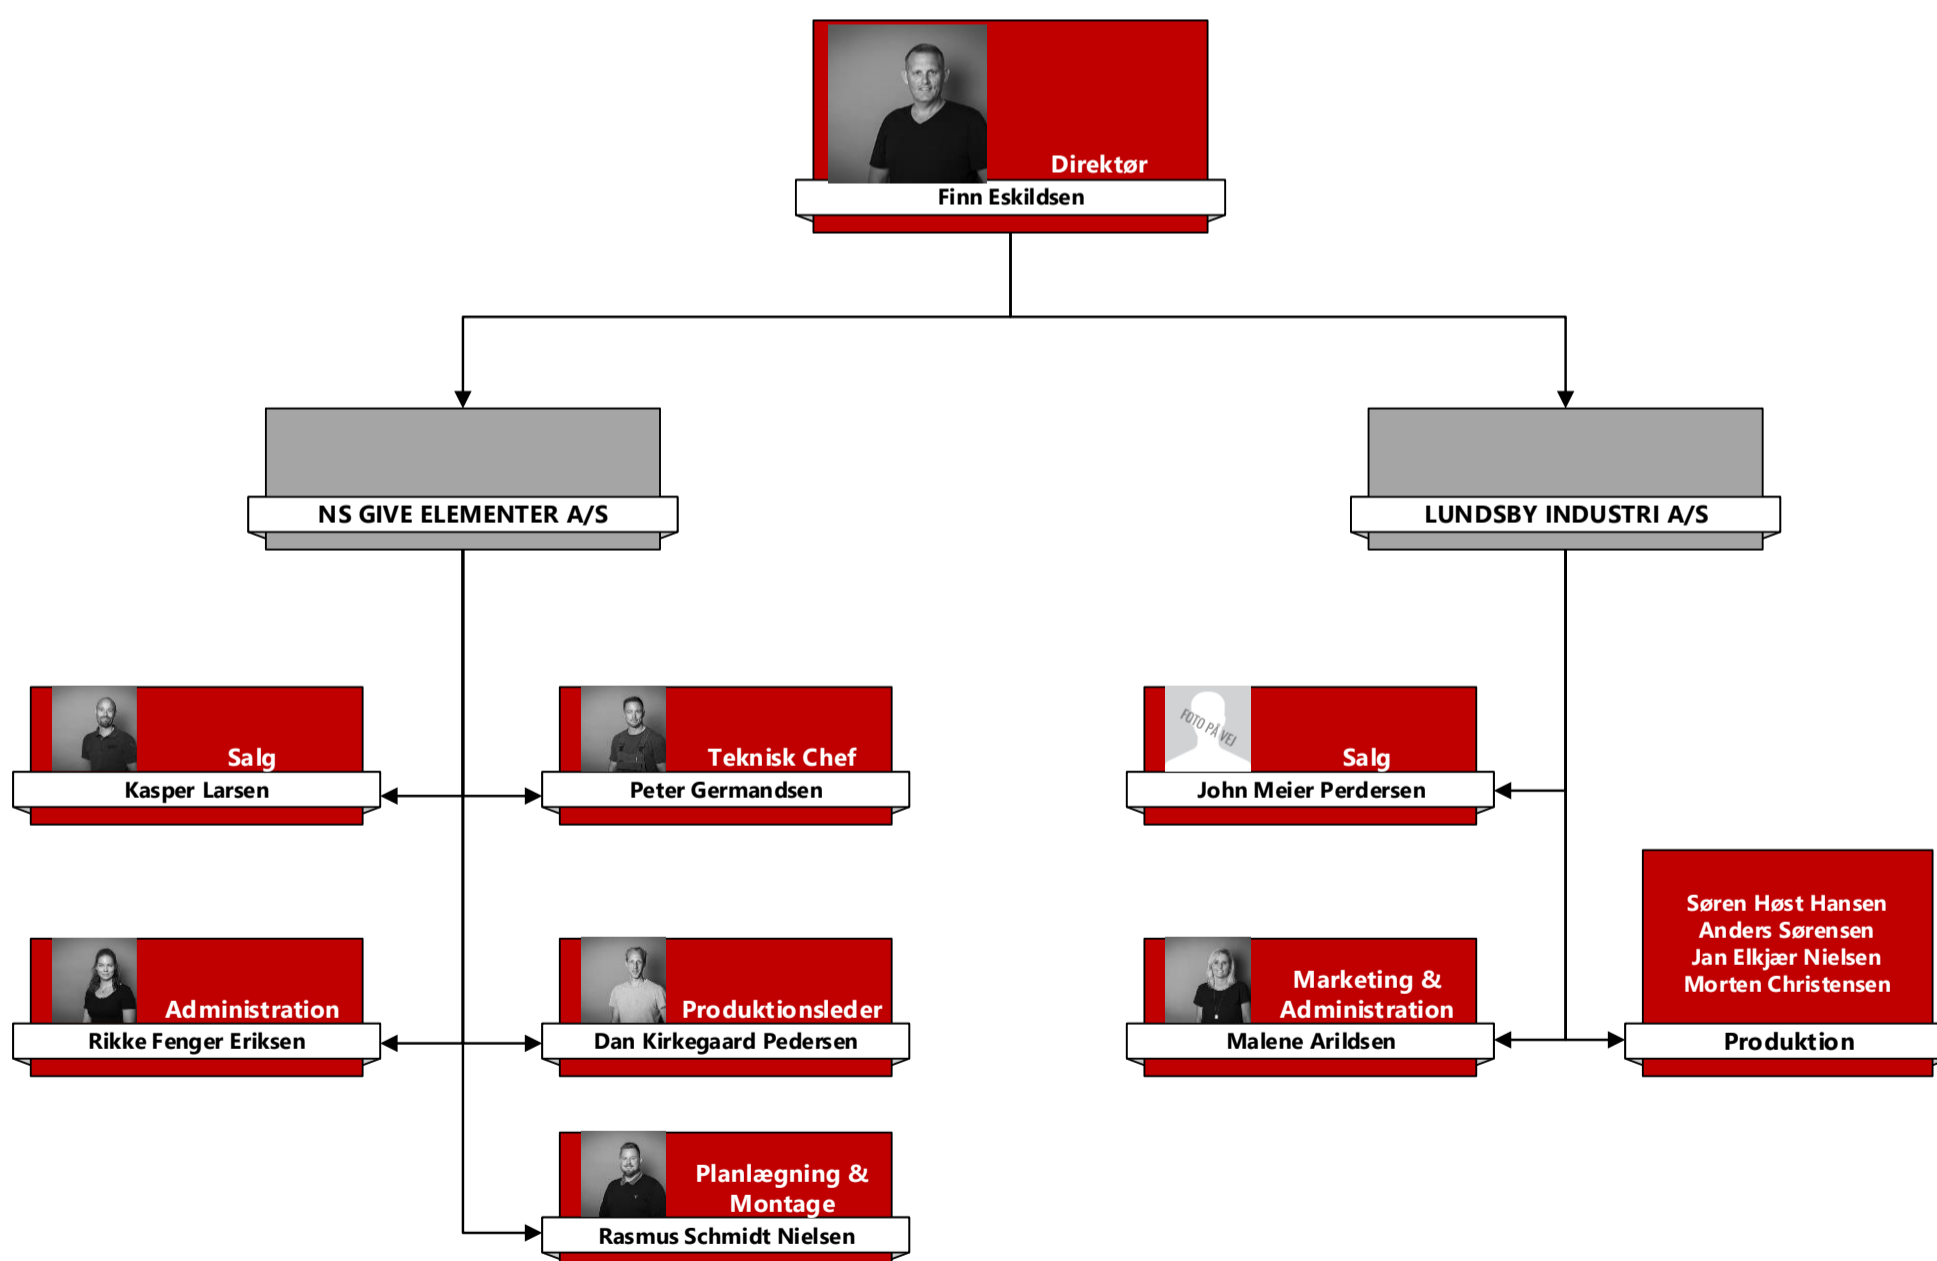 Direktør
Finn Eskildsen
NS GIVE ELEMENTER A/S
LUNDSBY INDUSTRI A/S
Salg
Kasper Larsen
Teknisk Chef
Peter Germandsen
FOTO PÅ VEJ
Salg
John Meier Perdersen
Administration
Rikke Fenger Eriksen
Produktionsleder
Dan Kirkegaard Pedersen
Marketing &
Administration
Malene Arildsen
Søren Høst Hansen
Anders Sørensen
Jan Elkjær Nielsen
Morten Christensen
Produktion
Planlægning &
Montage
Rasmus Schmidt Nielsen